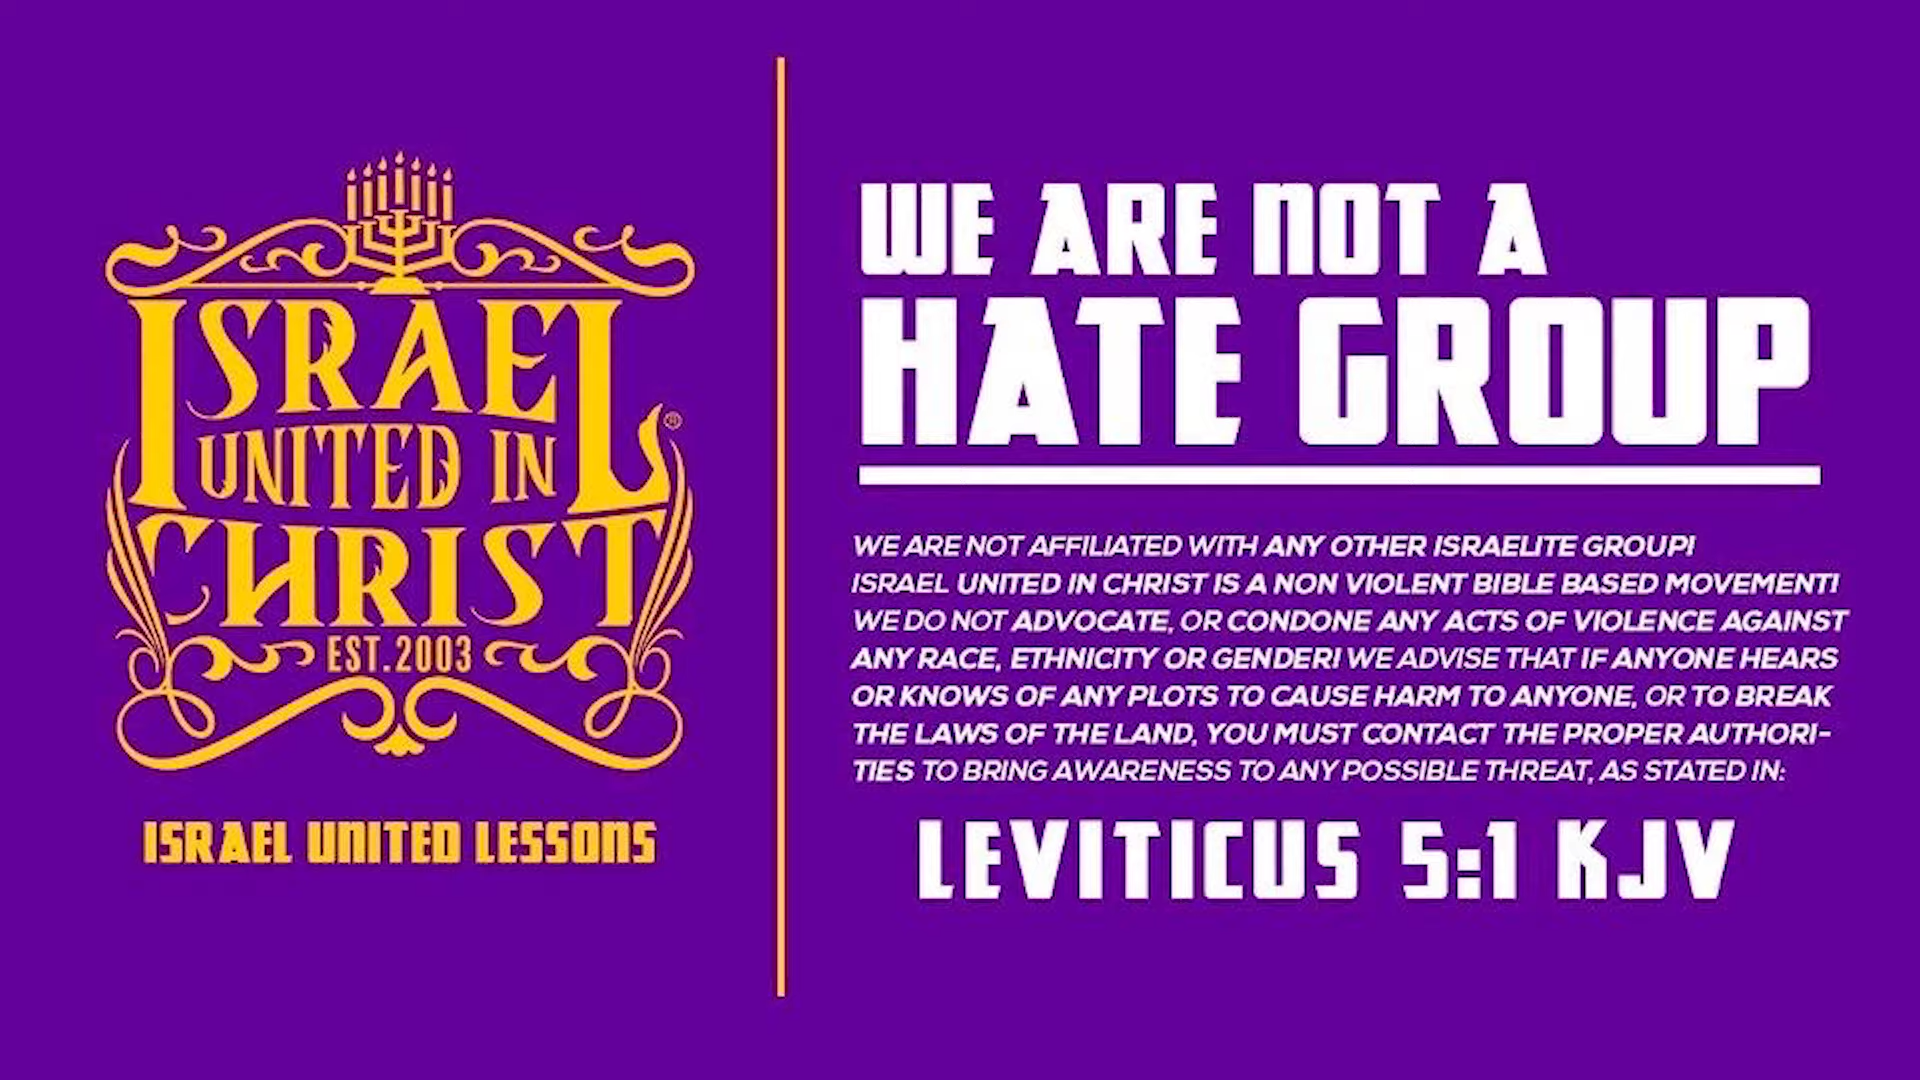 ISRAEL
UNITED IN
CHRIST
®
EST.2003
ISRAEL UNITED LESSONS
WE ARE NOT A
HATE GROUP
WE ARE NOT AFFILIATED WITH ANY OTHER ISRAELITE GROUP!
ISRAEL UNITED IN CHRIST IS A NON VIOLENT BIBLE BASED MOVEMENT!
WE DO NOT ADVOCATE, OR CONDONE ANY ACTS OF VIOLENCE AGAINST
ANY RACE, ETHNICITY OR GENDER! WE ADVISE THAT IF ANYONE HEARS
OR KNOWS OF ANY PLOTS TO CAUSE HARM TO ANYONE, OR TO BREAK
THE LAWS OF THE LAND, YOU MUST CONTACT THE PROPER AUTHORI-
TIES TO BRING AWARENESS TO ANY POSSIBLE THREAT, AS STATED IN:
LEVITICUS 5:1 KJV